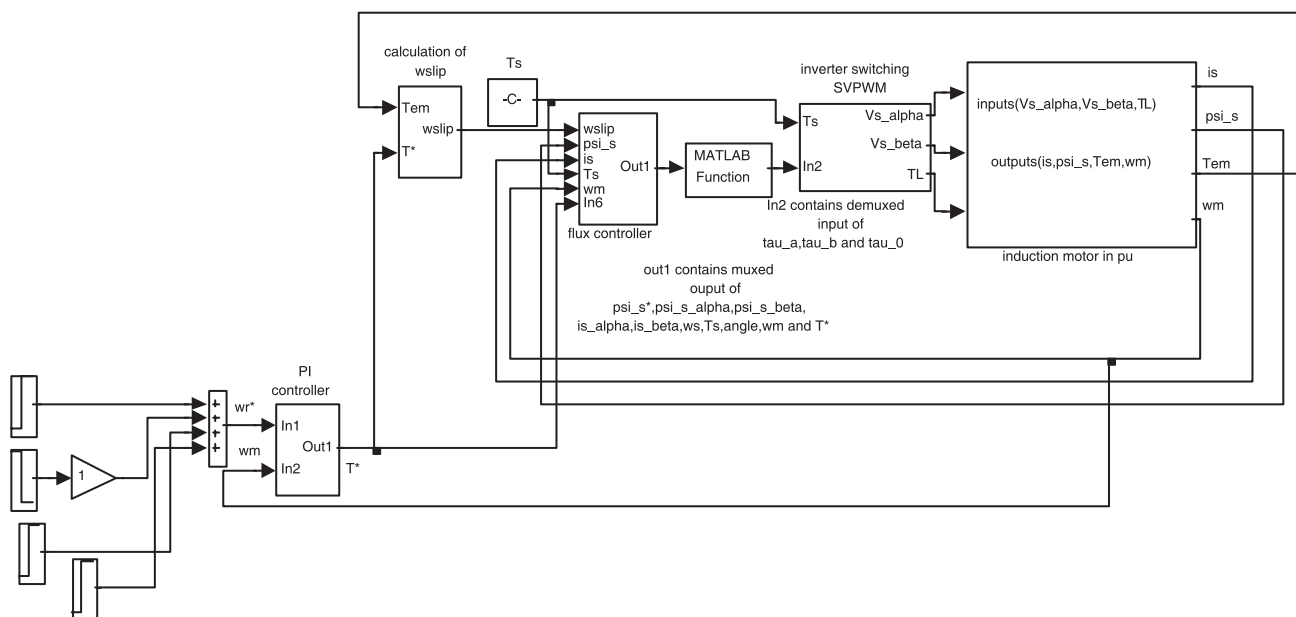 calculation of
wslip
Tem
wslip
T*
Ts
-C-
wslip
psi_s
is
Ts
wm
In6
Out1
flux controller
MATLAB
Function
inverter switching
SVPWM
Ts
In2
Vs_alpha
Vs_beta
TL
In2 contains demuxed
input of
tau_a,tau_b and tau_0
inputs(Vs_alpha,Vs_beta,TL)
outputs(is,psi_s,Tem,wm)
induction motor in pu
is
psi_s
Tem
wm
out1 contains muxed
ouput of
psi_s*,psi_s_alpha,psi_s_beta,
is_alpha,is_beta,ws,Ts,angle,wm and T*
PI
controller
In1
In2
Out1
T*
wr*
wm
+
+
+
+
1